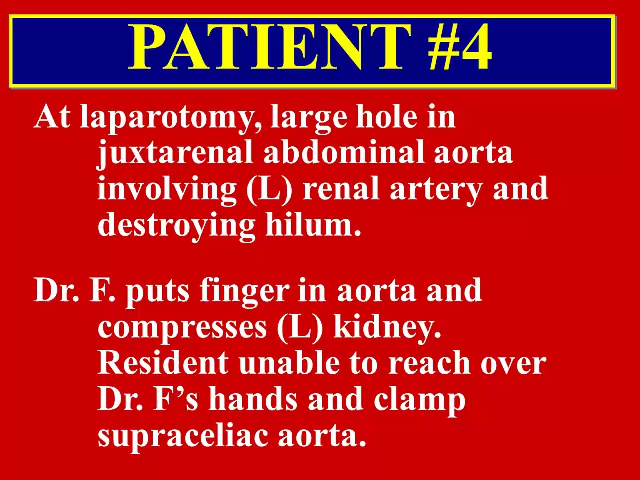 PATIENT #4
At laparotomy, large hole in
juxtarenal abdominal aorta
involving (L) renal artery and
destroying hilum.
Dr. F. puts finger in aorta and
compresses (L) kidney.
Resident unable to reach over
Dr. F’s hands and clamp
supraceliac aorta.